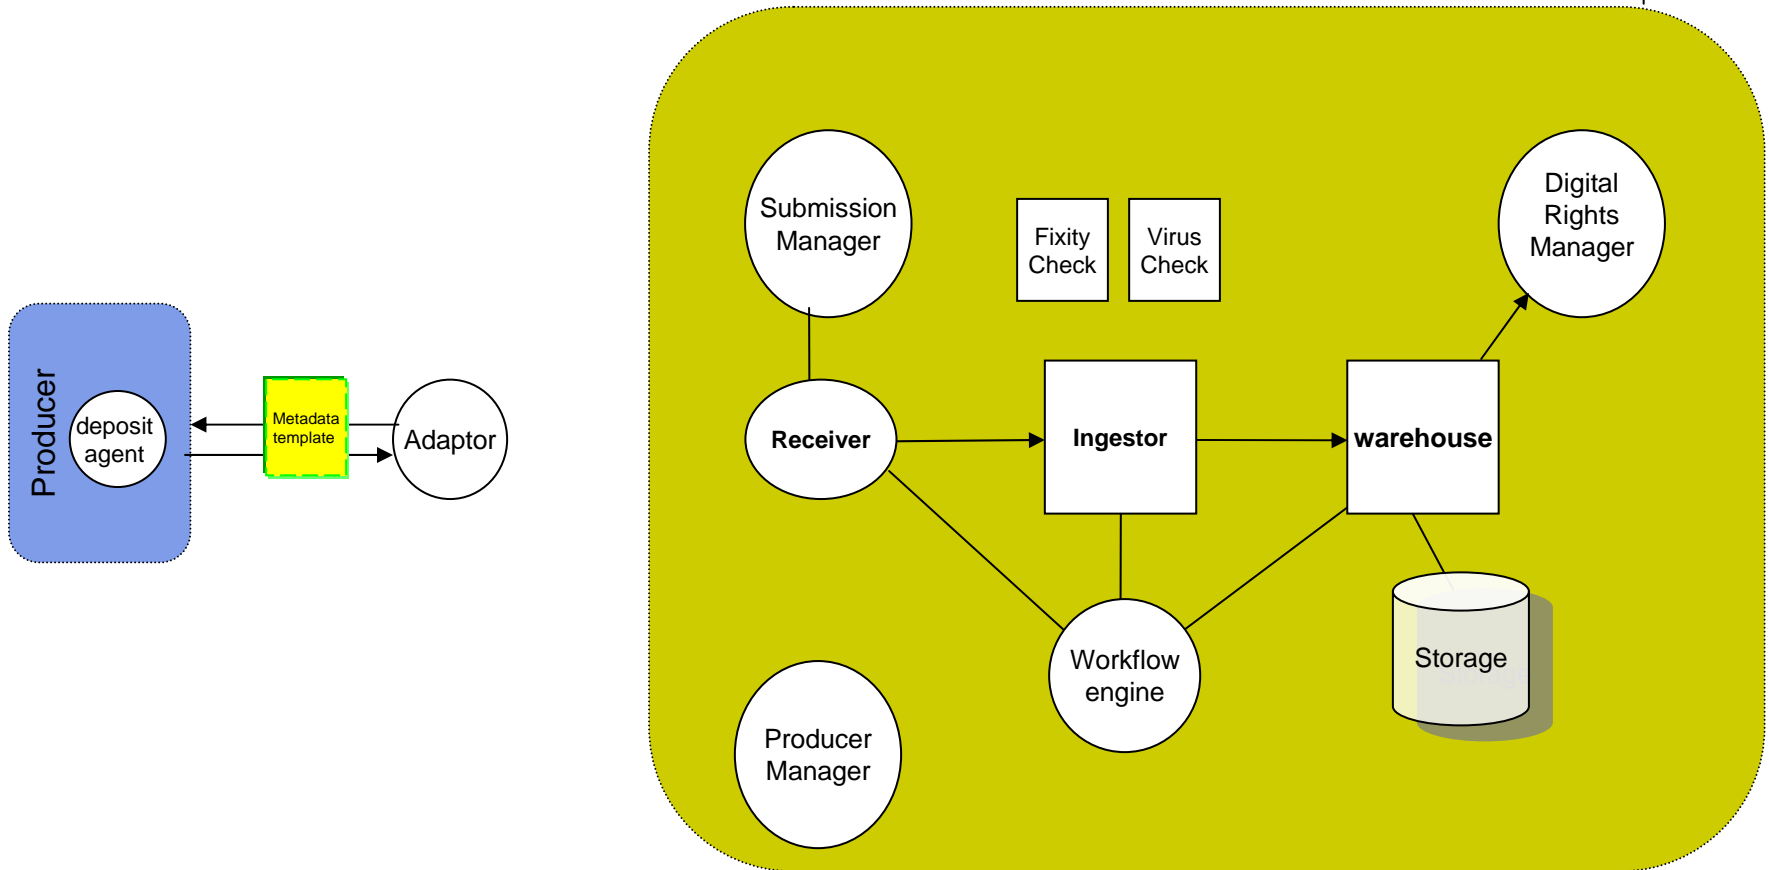 Producer
deposit
agent
Metadata
template
Adaptor
Submission
Manager
Fixity
Check
Virus
Check
Digital
Rights
Manager
Receiver
Ingestor
warehouse
Workflow
engine
Storage
Storage
Producer
Manager